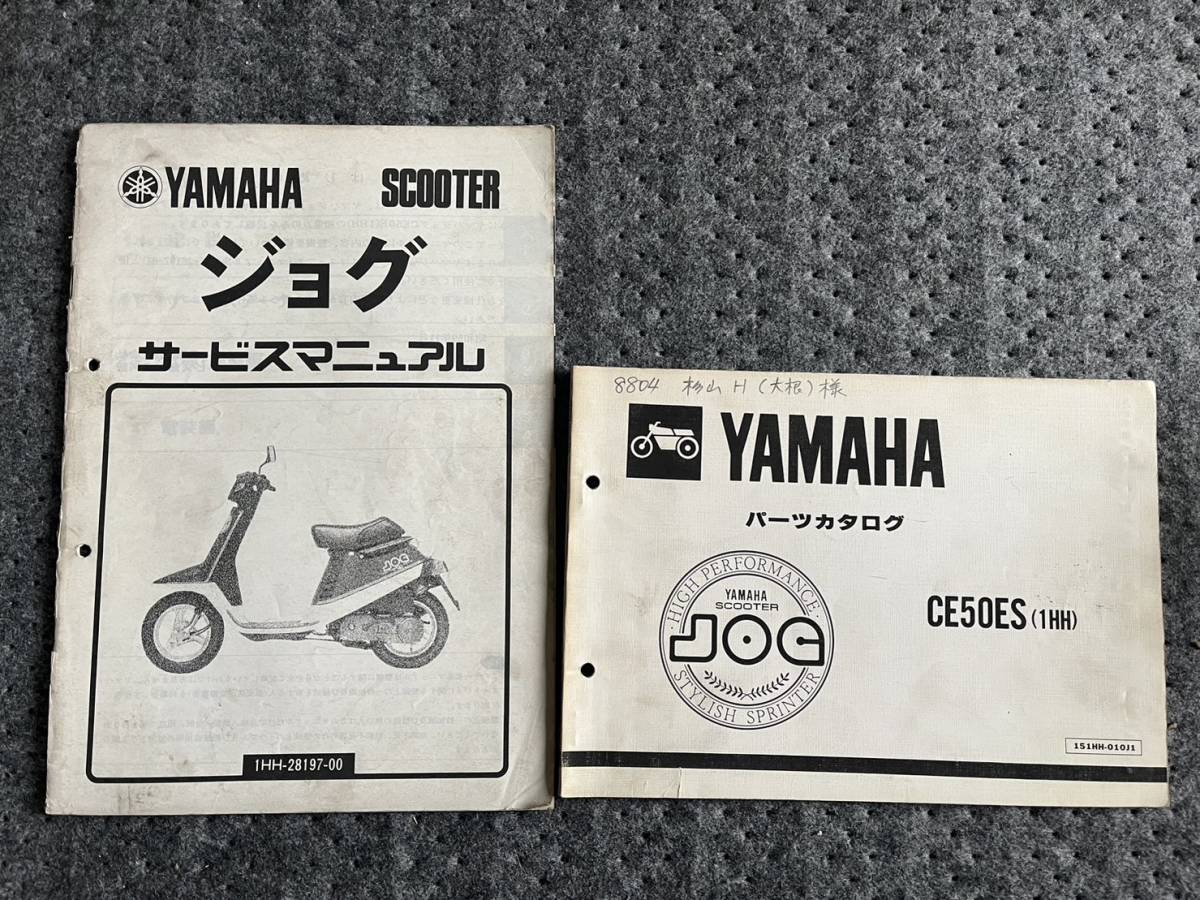 YAMAHA SCOOTER
ジョグ
サービスマニュアル
JOG
1HH-28197-00
8804 杉山 H (大根) 様
YAMAHA
パーツカタログ
HIGH PERFORMANCE
YAMAHA
SCOOTER
JOG
STYLISH SPRINTER
CE50ES (1HH)
151HH-010J1